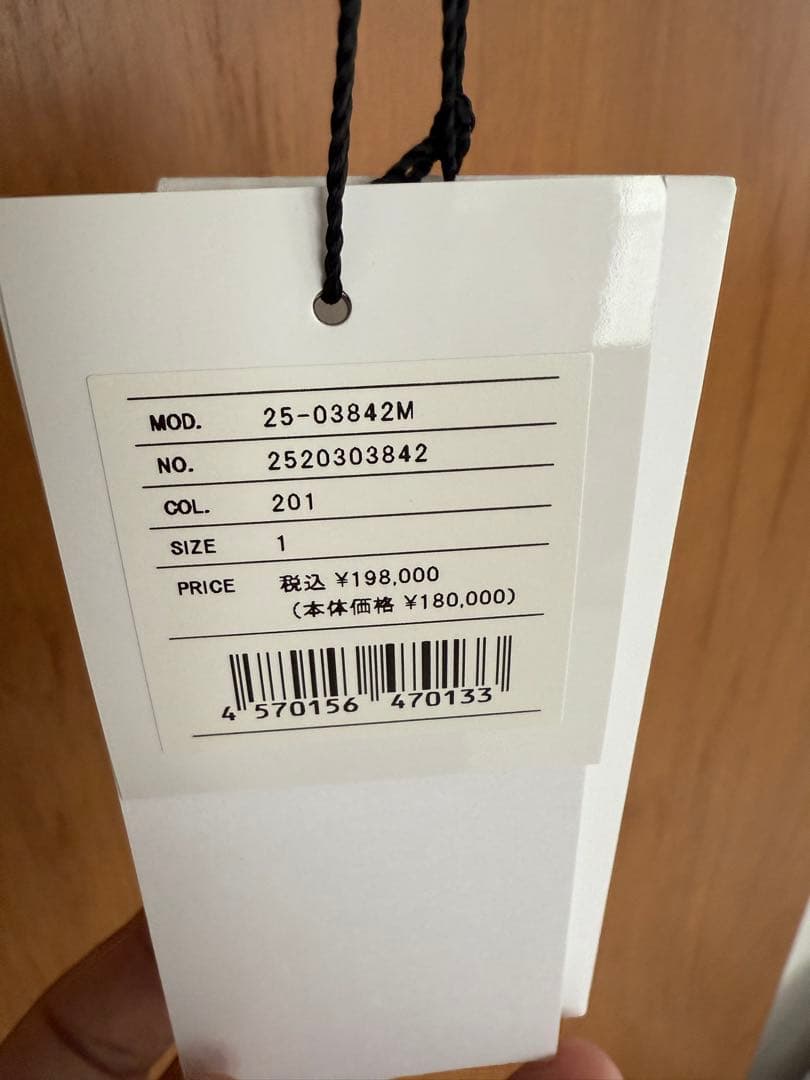 MOD. 25-03842M
NO. 2520303842
COL. 201
SIZE 1
PRICE 税込 ¥198,000
(本体価格 ¥180,000)
4 570156 470133